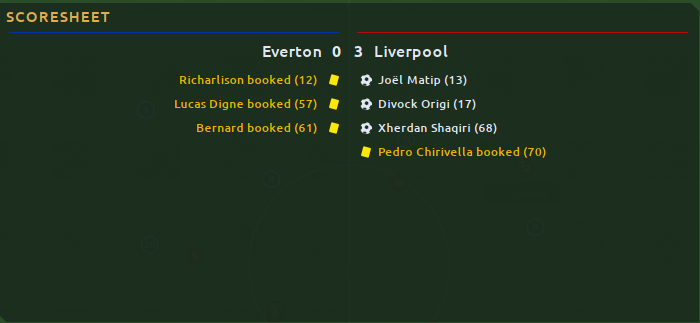 SCORESHEET
Everton 0 3 Liverpool
Richarlison booked (12) Joël Matip (13)
Lucas Digne booked (57) Divock Origi (17)
Bernard booked (61) Xherdan Shaqiri (68)
Pedro Chirivella booked (70)